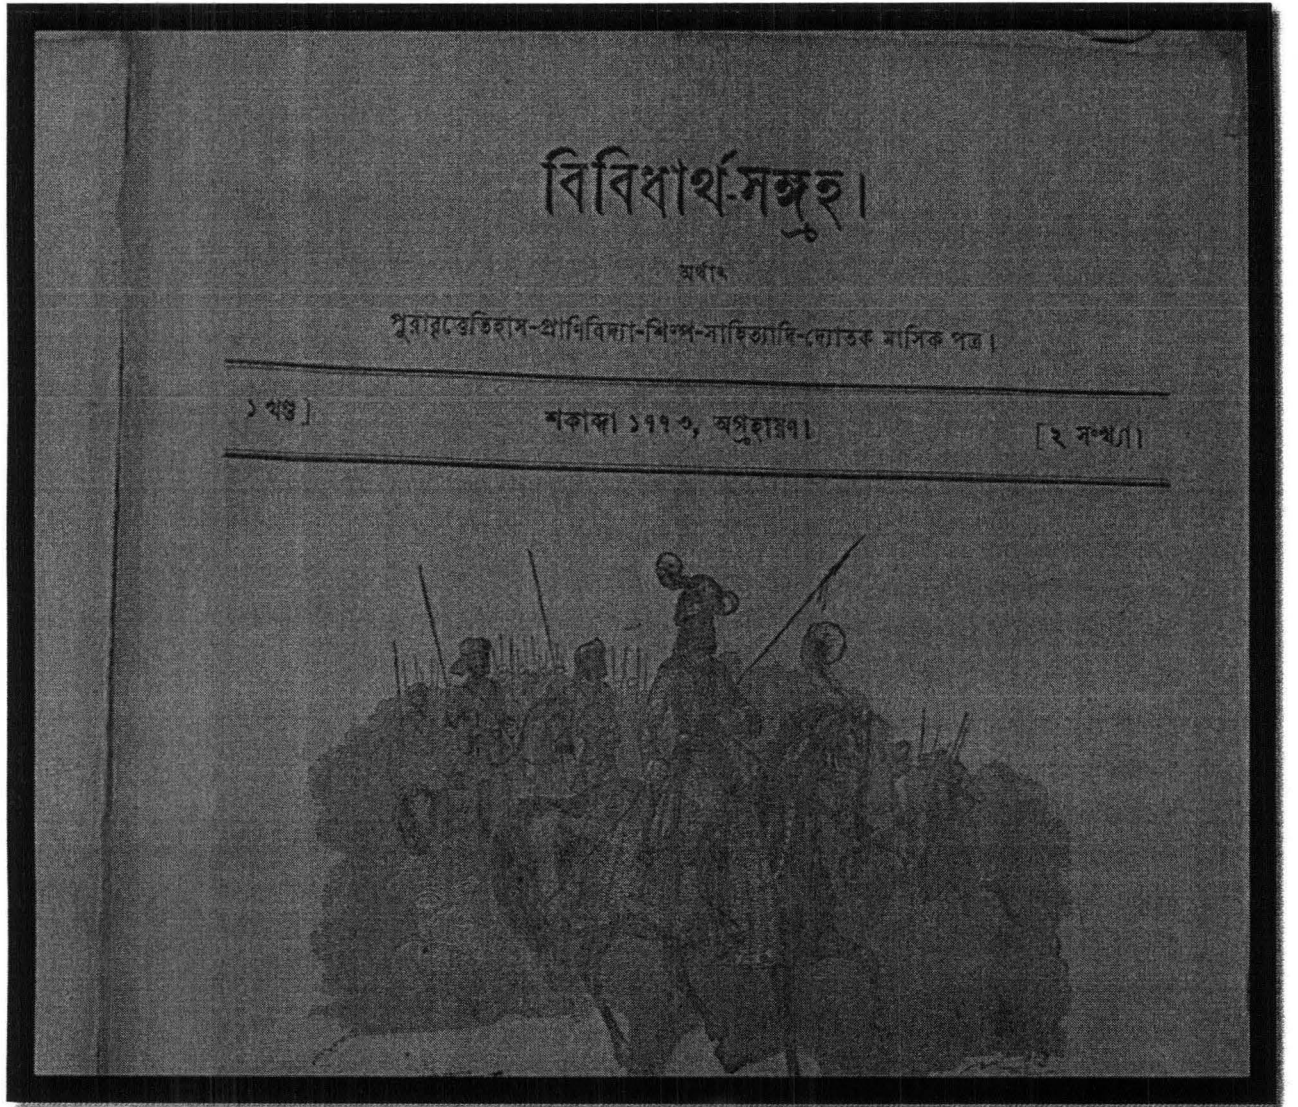 বিবিধার্থ-সঙ্গ্রহ।
অর্থাৎ
পুরাবৃত্তেতিহাস-প্রাণিবিদ্যা-শিল্প-সাহিত্যাদি-দ্যোতক মাসিক পত্র।
১ খণ্ড]
শকাব্দা ১৭৭৩, অগ্রহায়ণ।
[২ সংখ্যা।